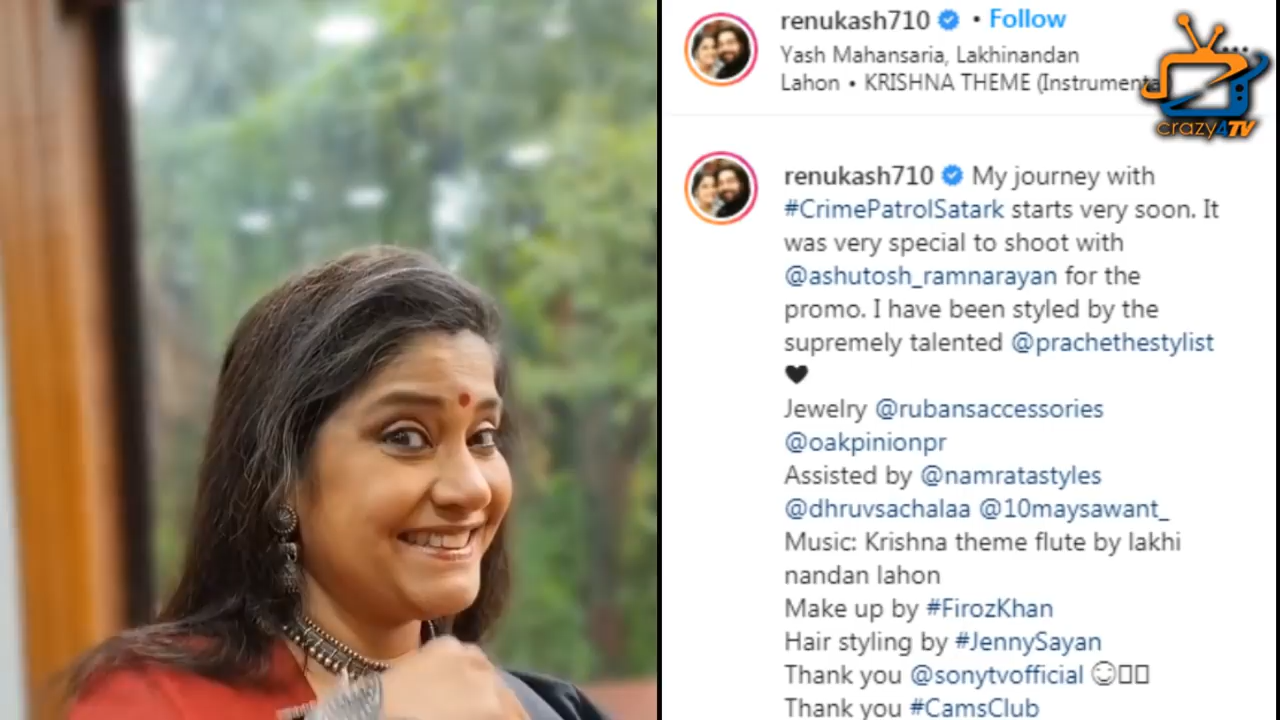 renukash710 • Follow
Yash Mahansaria, Lakhinandan
Lahon • KRISHNA THEME (Instrumenta
crazy4TV
renukash710 My journey with
#CrimePatrolSatark starts very soon. It
was very special to shoot with
@ashutosh_ramnarayan for the
promo. I have been styled by the
supremely talented @prachethestylist
🖤
Jewelry @rubansaccessories
@oakpinionpr
Assisted by @namratastyles
@dhruvsachalaa @10maysawant_
Music: Krishna theme flute by lakhi
nandan lahon
Make up by #FirozKhan
Hair styling by #JennySayan
Thank you @sonytvofficial 😏▯▯
Thank you #CamsClub